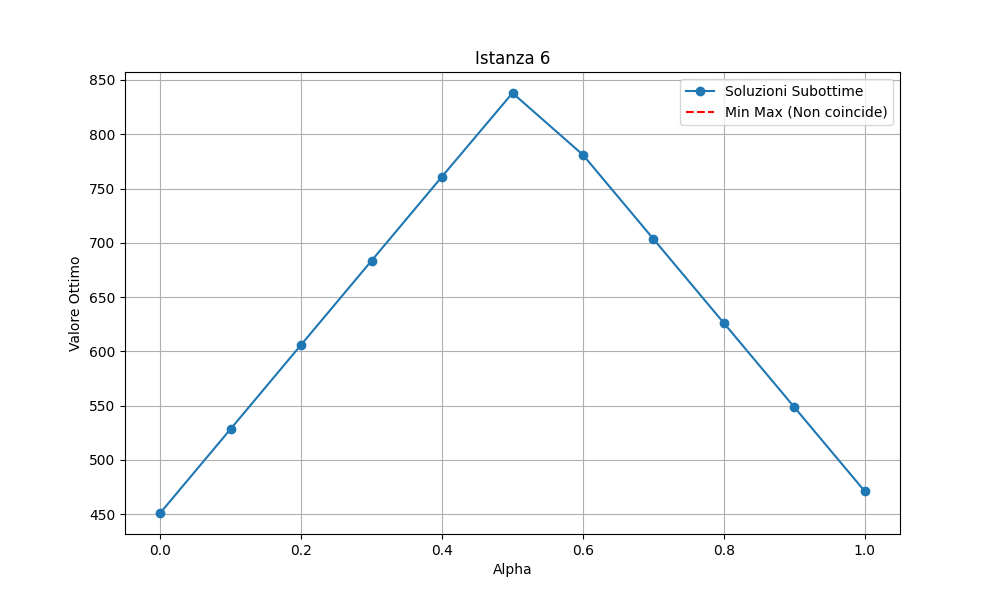 Istanza 6
Soluzioni Subottime
Min Max (Non coincide)
Valore Ottimo
850
800
750
700
650
600
550
500
450
0.0 0.2 0.4 0.6 0.8 1.0
Alpha